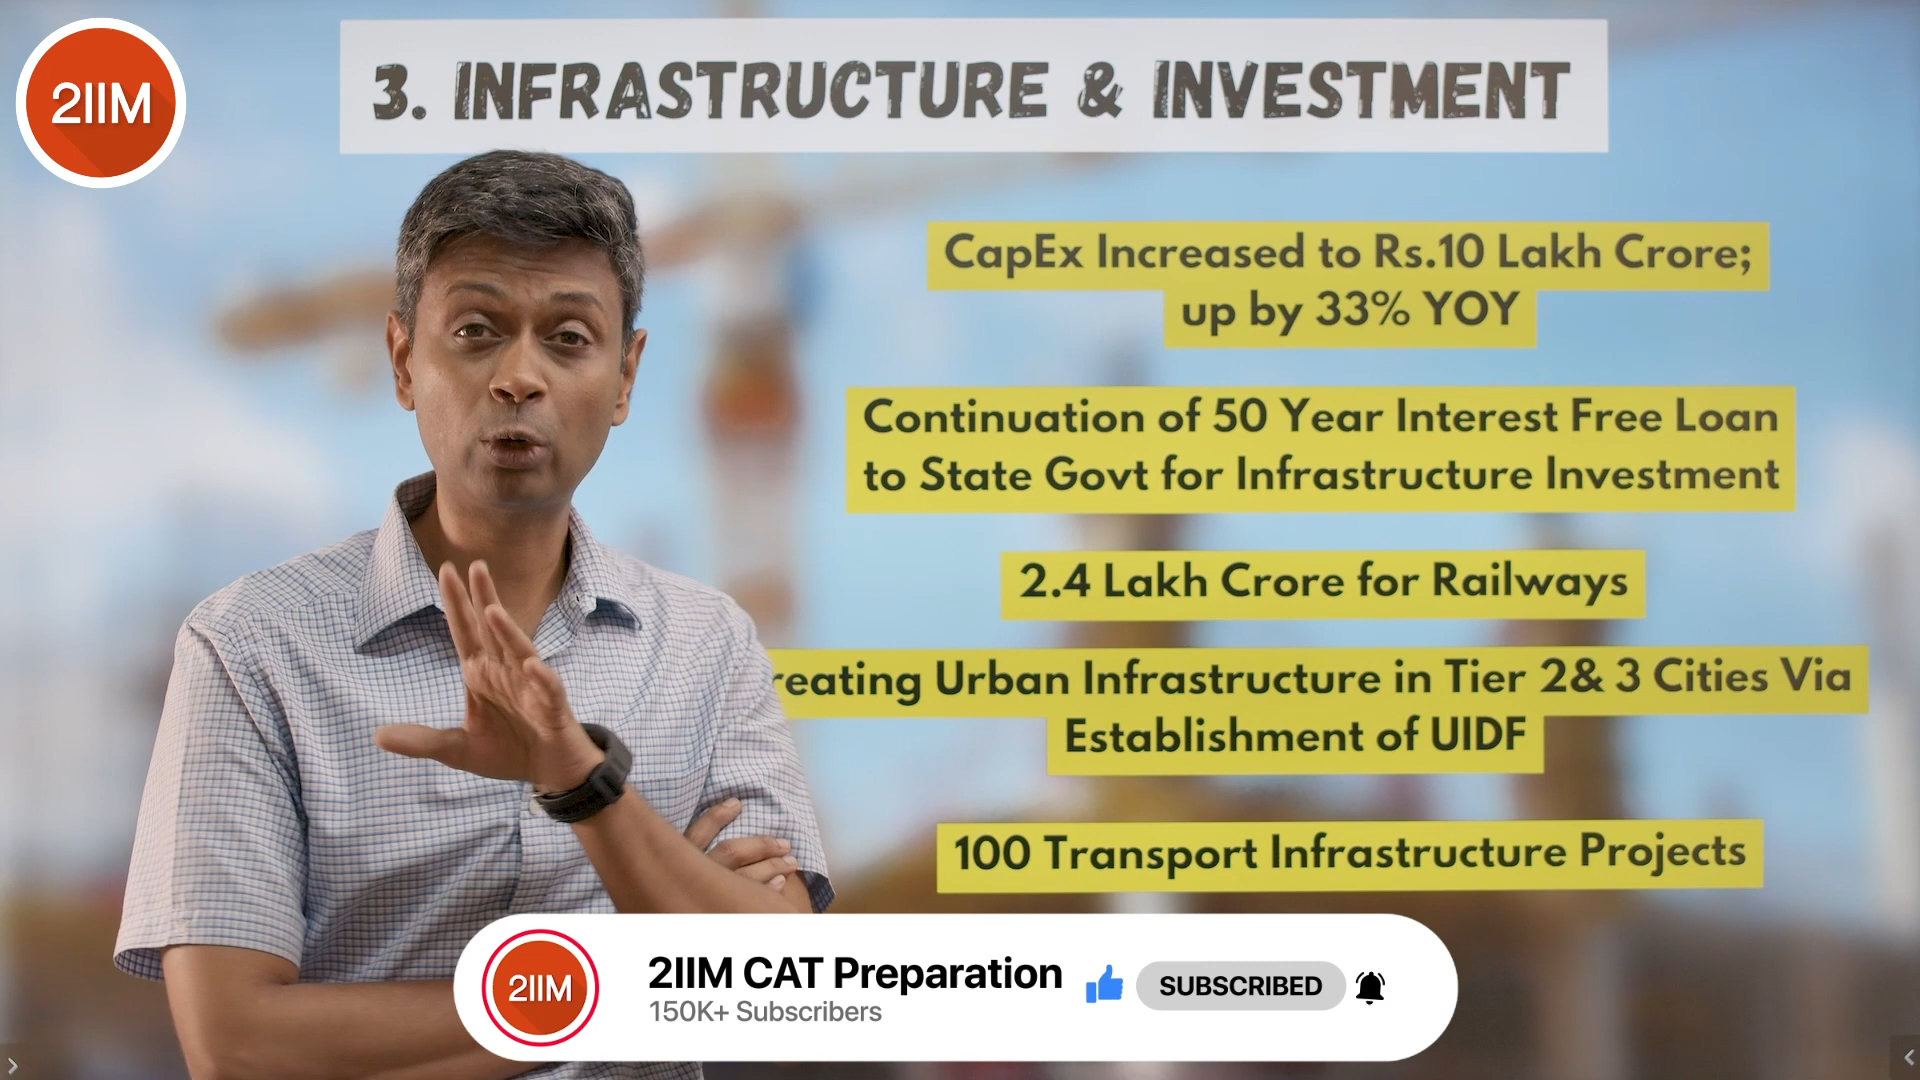 2IIM
3. INFRASTRUCTURE & INVESTMENT
CapEx Increased to Rs.10 Lakh Crore;
up by 33% YOY
Continuation of 50 Year Interest Free Loan
to State Govt for Infrastructure Investment
2.4 Lakh Crore for Railways
reating Urban Infrastructure in Tier 2& 3 Cities Via
Establishment of UIDF
100 Transport Infrastructure Projects
2IIM
2IIM CAT Preparation
150K+ Subscribers
SUBSCRIBED